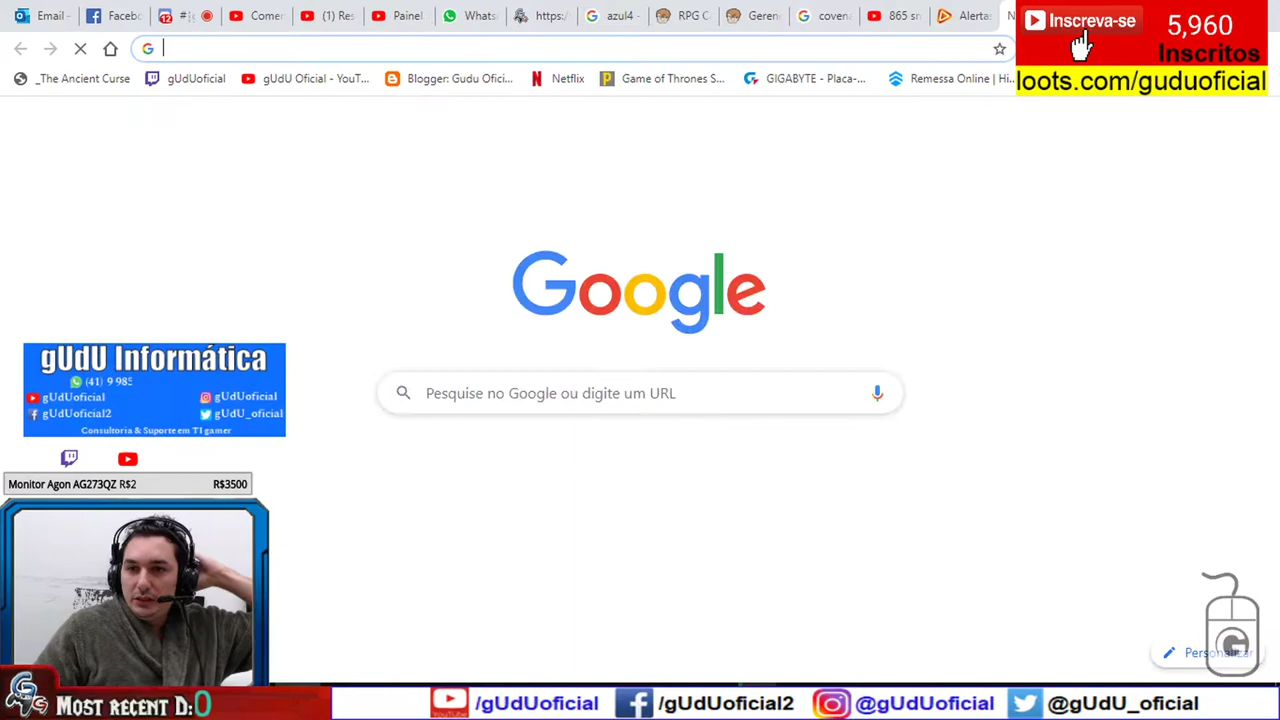 Email -
Facebo
12
Comer
(1) Res
Painel
Whats
https:/
azul4 -
RPG C
Geren
coven
865 sn
Alerta:
Inscreva-se
5,960
Inscritos
loots.com/guduoficial
_The Ancient Curse
gUdUoficial
gUdU Oficial - YouT...
Blogger: Gudu Ofici...
Netflix
Game of Thrones S...
GIGABYTE - Placa-...
Remessa Online | Hi...
Google
Pesquise no Google ou digite um URL
gUdU Informática
(41) 9 985
gUdUoficial
gUdUoficial
gUdUoficial2
gUdU_oficial
Consultoria & Suporte em TI gamer
Monitor Agon AG273QZ R$2
R$3500
Personalizar
Most recent D: 0
/gUdUoficial
/gUdUoficial2
@gUdUoficial
@gUdU_oficial